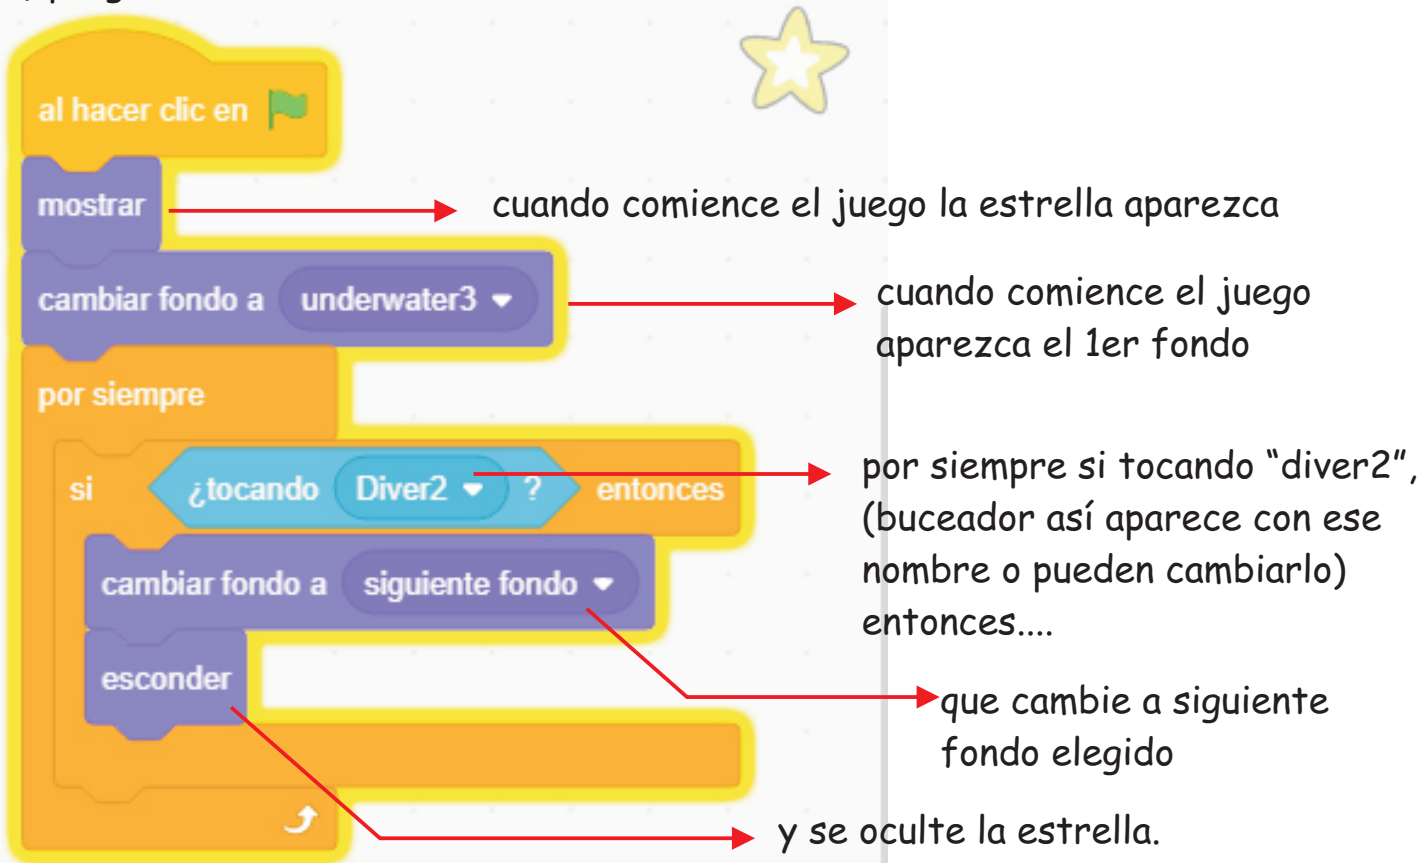 al hacer clic en
mostrar
cuando comience el juego la estrella aparezca
cambiar fondo a underwater3
cuando comience el juego
aparezca el 1er fondo
por siempre
si ¿tocando Diver2 ? entonces
por siempre si tocando “diver2”,
(buceador así aparece con ese
nombre o pueden cambiarlo)
entonces....
cambiar fondo a siguiente fondo
esconder
que cambie a siguiente
fondo elegido
y se oculte la estrella.